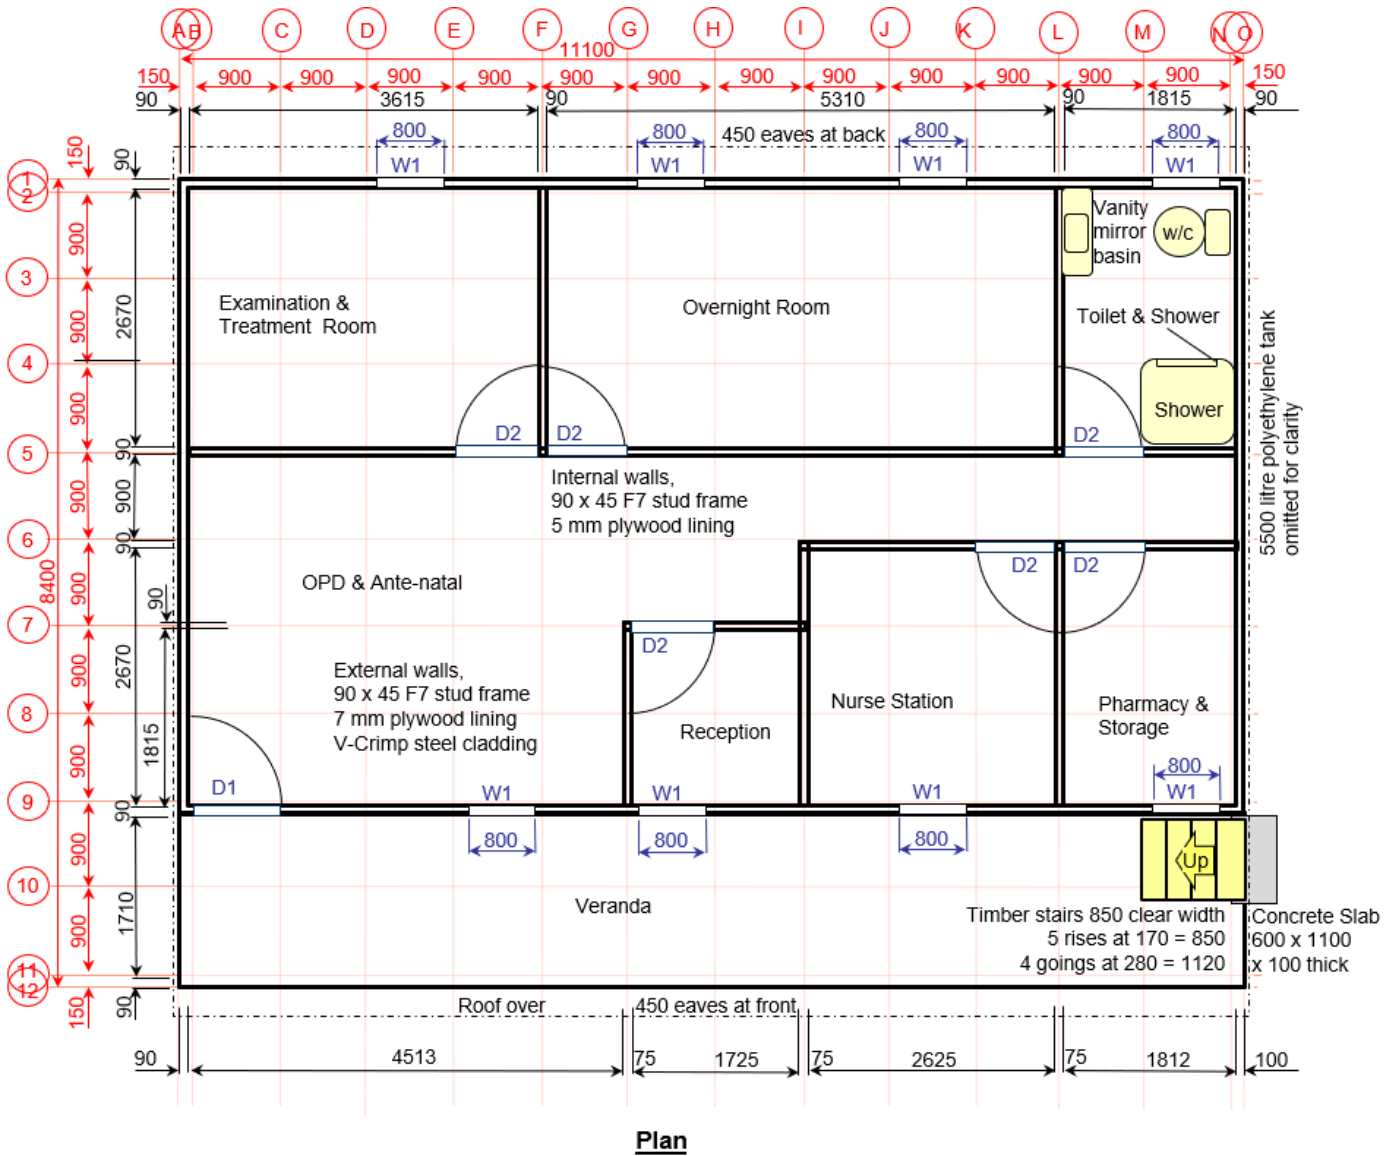 A B C D E F G H I J K L M N O
11100
150 900 900 900 900 900 900 900 900 900 900 900 900 150
90 3615 90 5310 90 1815 90
800 800 450 eaves at back 800 800
W1 W1 W1 W1
1
2
3
4
5
6
7
8
9
10
11
12
150
900
900
900
900
900
900
900
900
900
150
8400
90
2670
90
900
90
2670
90
1710
90
90
1815
Vanity
mirror
basin
w/c
Examination &
Treatment Room
Overnight Room
Toilet & Shower
Shower
D2 D2 D2
5500 litre polyethylene tank
omitted for clarity
Internal walls,
90 x 45 F7 stud frame
5 mm plywood lining
D2 D2
OPD & Ante-natal
D2
External walls,
90 x 45 F7 stud frame
7 mm plywood lining
V-Crimp steel cladding
Nurse Station
Pharmacy &
Storage
Reception
D1 W1 W1 W1 W1
800
800 800 800
Up
Veranda
Timber stairs 850 clear width
5 rises at 170 = 850
4 goings at 280 = 1120
Concrete Slab
600 x 1100
x 100 thick
Roof over 450 eaves at front
90 4513 75 1725 75 2625 75 1812 100
Plan